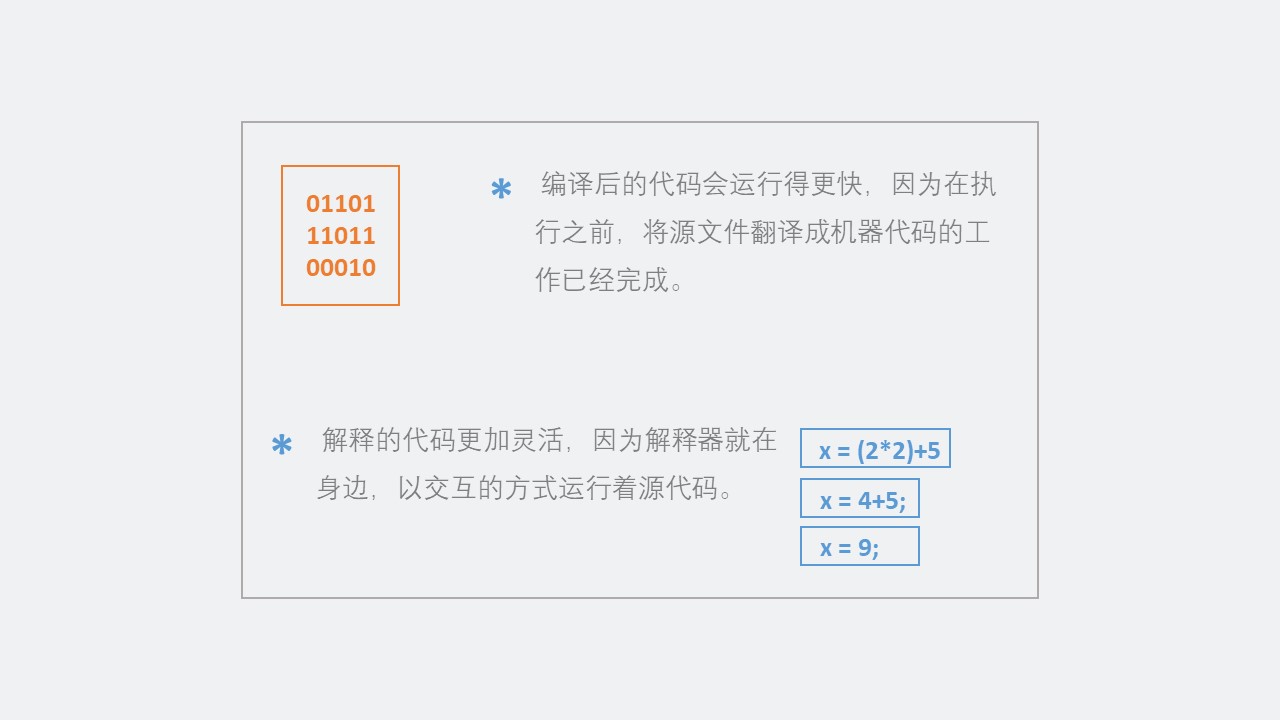 01101
11011
00010
* 编译后的代码会运行得更快，因为在执
行之前，将源文件翻译成机器代码的工
作已经完成。
* 解释的代码更加灵活，因为解释器就在
身边，以交互的方式运行着源代码。
x = (2*2)+5
x = 4+5;
x = 9;